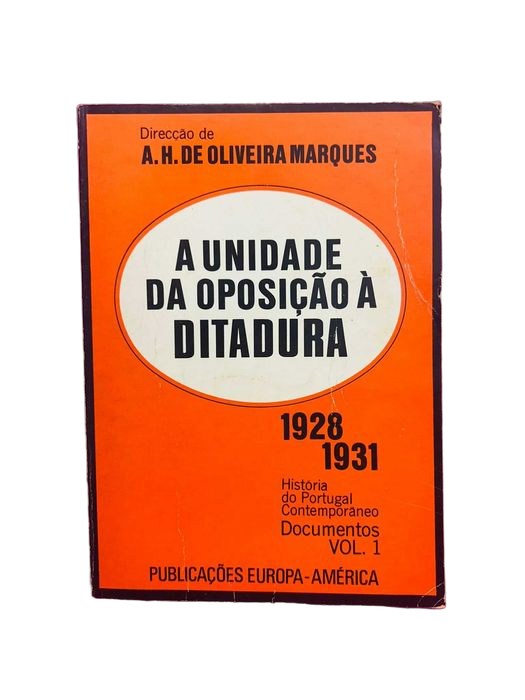 Direcção de
A. H. DE OLIVEIRA MARQUES
A UNIDADE
DA OPOSIÇÃO À
DITADURA
1928
1931
História
do Portugal
Contemporâneo
Documentos
VOL. 1
PUBLICAÇÕES EUROPA-AMÉRICA